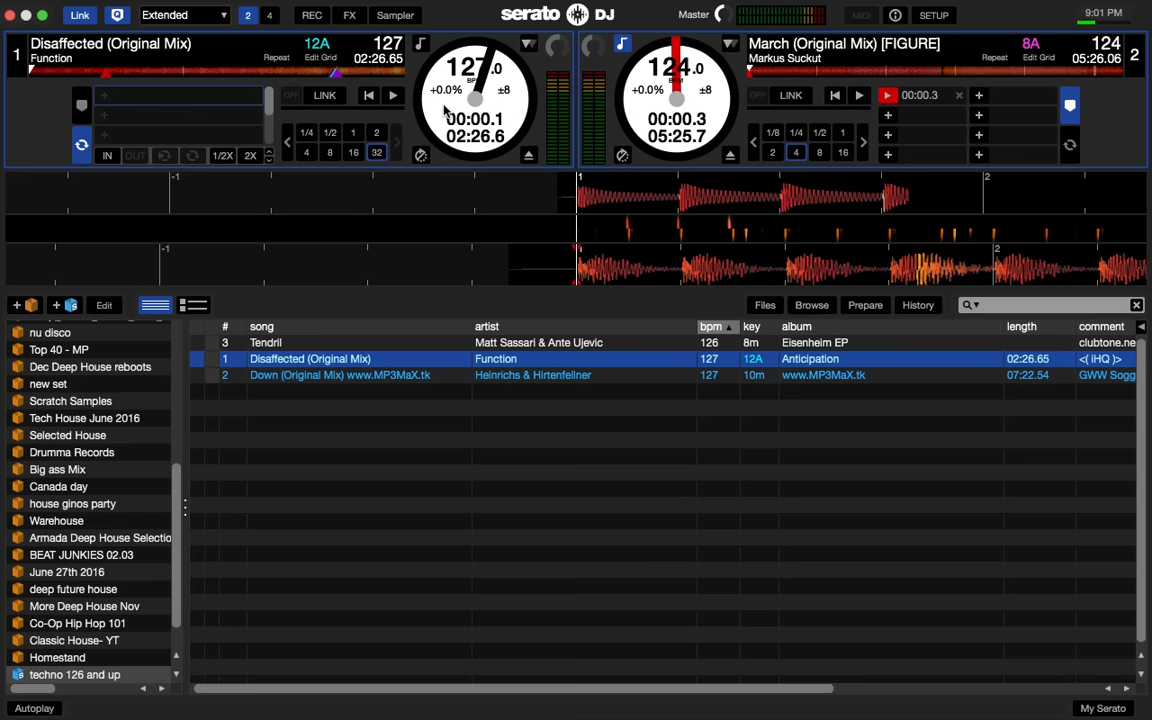 Link
Extended
2
4
REC
FX
Sampler
serato DJ
Master
MIDI
SETUP
9:01 PM
1
Disaffected (Original Mix)
Function
12A
127
Repeat
Edit Grid
02:26.65
127.0
BPM
+0.0%
±8
00:00.1
02:26.6
OFF
LINK
1/4
1/2
1
2
4
8
16
32
IN
OUT
1/2X
2X
124.0
BPM
+0.0%
±8
00:00.3
05:25.7
March (Original Mix) [FIGURE]
Markus Suckut
8A
124
2
Repeat
Edit Grid
05:26.06
OFF
LINK
00:00.3
1/8
1/4
1/2
1
2
4
8
16
-1
1
2
-1
1
2
Edit
Files
Browse
Prepare
History
# song artist bpm key album length comment
3 Tendril Matt Sassari & Ante Ujevic 126 8m Eisenheim EP clubtone.ne
1 Disaffected (Original Mix) Function 127 12A Anticipation 02:26.65 <( iHQ )>
2 Down (Original Mix) www.MP3MaX.tk Heinrichs & Hirtenfellner 127 10m www.MP3MaX.tk 07:22.54 GWW Sogg
nu disco
Top 40 - MP
Dec Deep House reboots
new set
Scratch Samples
Tech House June 2016
Selected House
Drumma Records
Big ass Mix
Canada day
house ginos party
Warehouse
Armada Deep House Selectio
BEAT JUNKIES 02.03
June 27th 2016
deep future house
More Deep House Nov
Co-Op Hip Hop 101
Classic House- YT
Homestand
techno 126 and up
Autoplay
My Serato